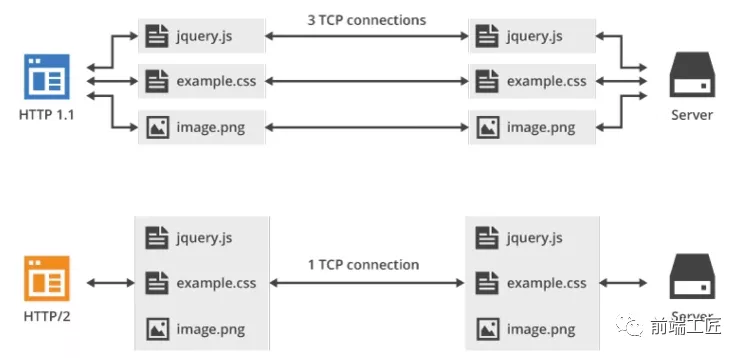 3 TCP connections
jquery.js
jquery.js
example.css
example.css
HTTP 1.1
Server
image.png
image.png
jquery.js
jquery.js
1 TCP connection
example.css
example.css
HTTP/2
Server
image.png
image.png
前端工匠